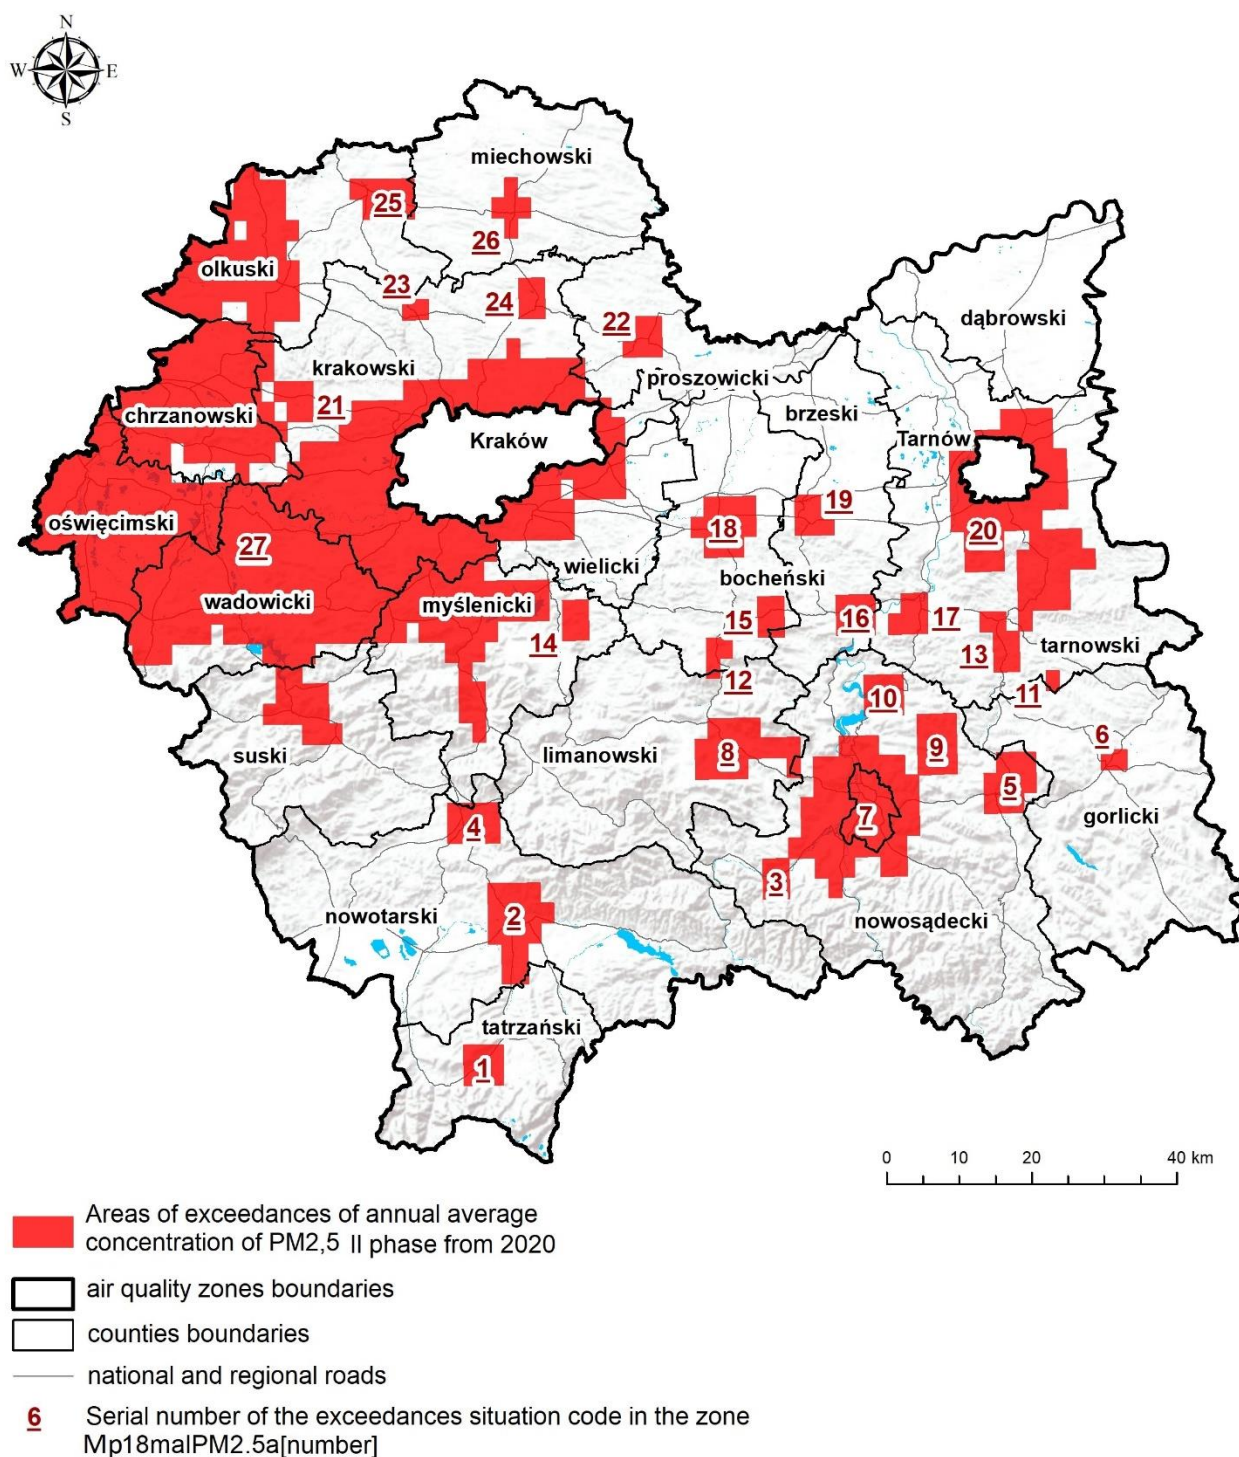 N
W E
S
miechowski
25
26
olkuski
23
24
22
dąbrowski
krakowski
proszowicki
21
chrzanowski
brzeski
Kraków
Tarnów
19
oświęcimski
18
20
27
wielicki
bocheński
wadowicki
myślenicki
15
16
17
14
13
tarnowski
12
10
11
6
9
suski
limanowski
8
5
7
gorlicki
4
3
2
nowotarski
nowosądecki
tatrzański
1
0 10 20 40 km
Areas of exceedances of annual average
concentration of PM2,5 II phase from 2020
air quality zones boundaries
counties boundaries
national and regional roads
6 Serial number of the exceedances situation code in the zone
Mp18malPM2.5a[number]